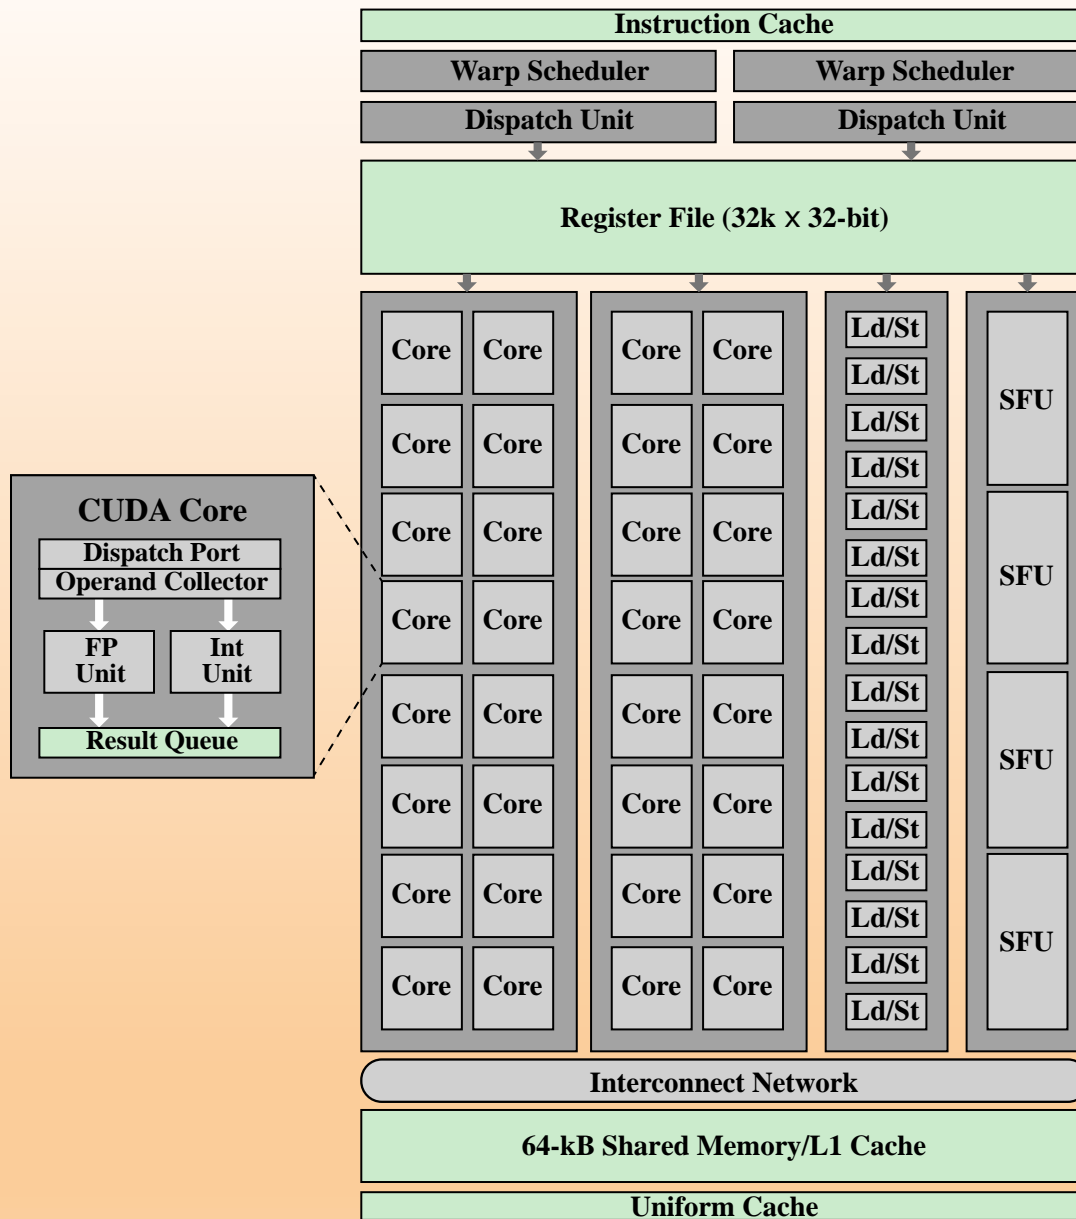 Instruction Cache
Warp Scheduler Warp Scheduler
Dispatch Unit Dispatch Unit
Register File (32k × 32-bit)
Core Core Core Core Ld/St SFU
Ld/St
Core Core Core Core Ld/St
Ld/St
Core Core Core Core Ld/St SFU
Ld/St
Core Core Core Core Ld/St
Ld/St
Core Core Core Core Ld/St SFU
Ld/St
Core Core Core Core Ld/St
Ld/St
Core Core Core Core Ld/St SFU
Ld/St
Core Core Core Core Ld/St
Ld/St
CUDA Core
Dispatch Port
Operand Collector
FP Int
Unit Unit
Result Queue
Interconnect Network
64-kB Shared Memory/L1 Cache
Uniform Cache